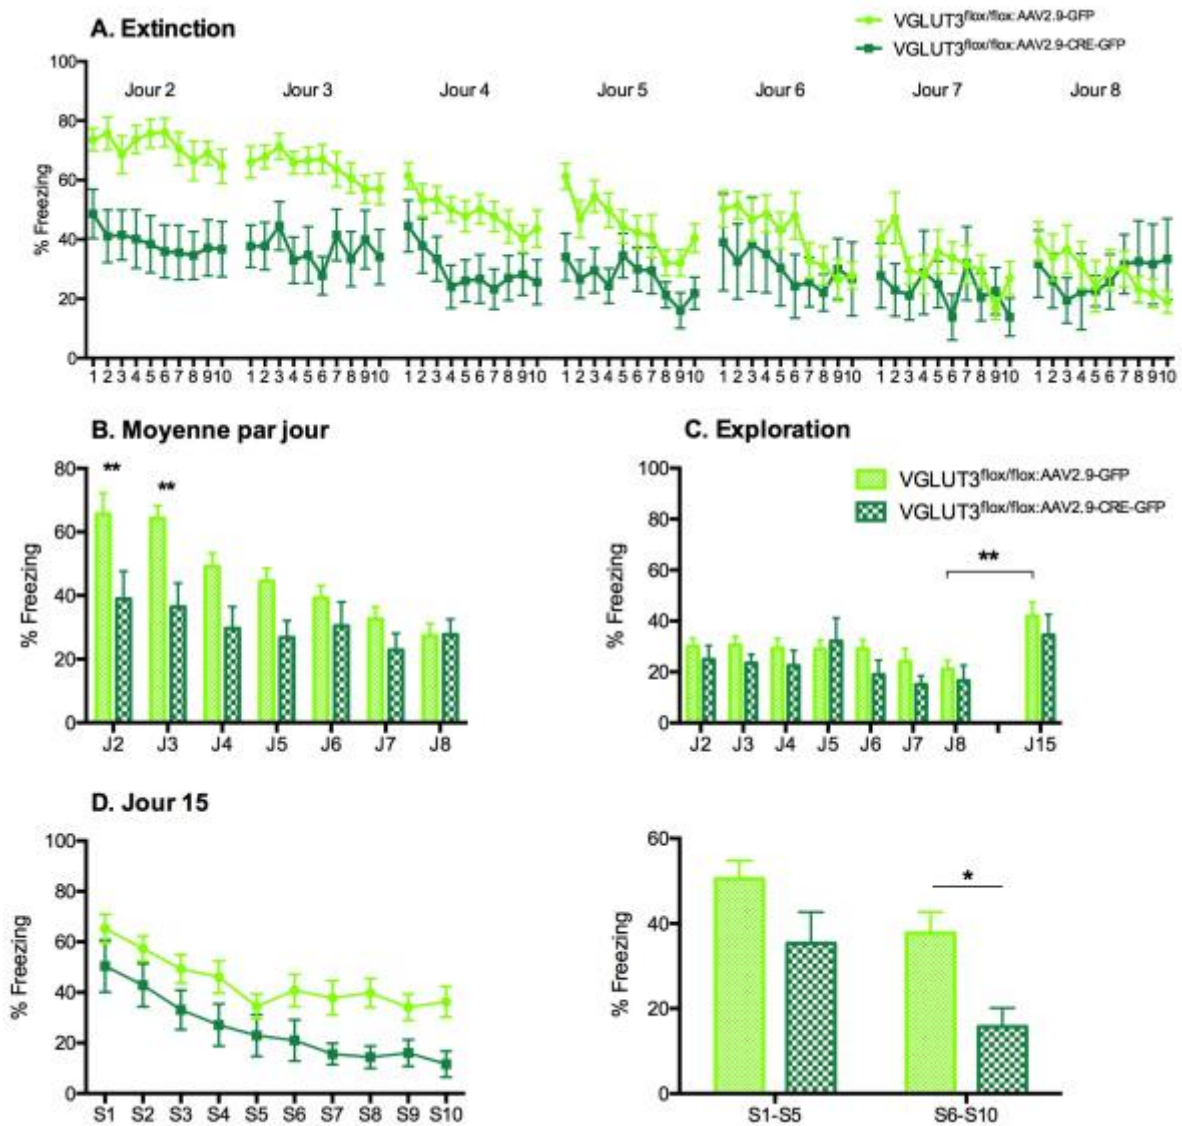 A. Extinction
VGLUT3flox/flox:AAV2.9-GFP
VGLUT3flox/flox:AAV2.9-CRE-GFP
% Freezing
100
80
60
40
20
0
Jour 2 Jour 3 Jour 4 Jour 5 Jour 6 Jour 7 Jour 8
1 2 3 4 5 6 7 8 9 10 1 2 3 4 5 6 7 8 9 10 1 2 3 4 5 6 7 8 9 10 1 2 3 4 5 6 7 8 9 10 1 2 3 4 5 6 7 8 9 10 1 2 3 4 5 6 7 8 9 10 1 2 3 4 5 6 7 8 9 10
B. Moyenne par jour
% Freezing
80
60
40
20
0
** **
J2 J3 J4 J5 J6 J7 J8
C. Exploration
VGLUT3flox/flox:AAV2.9-GFP
VGLUT3flox/flox:AAV2.9-CRE-GFP
% Freezing
100
80
60
40
20
0
**
J2 J3 J4 J5 J6 J7 J8 J15
D. Jour 15
% Freezing
100
80
60
40
20
0
S1 S2 S3 S4 S5 S6 S7 S8 S9 S10
% Freezing
60
40
20
0
*
S1-S5 S6-S10